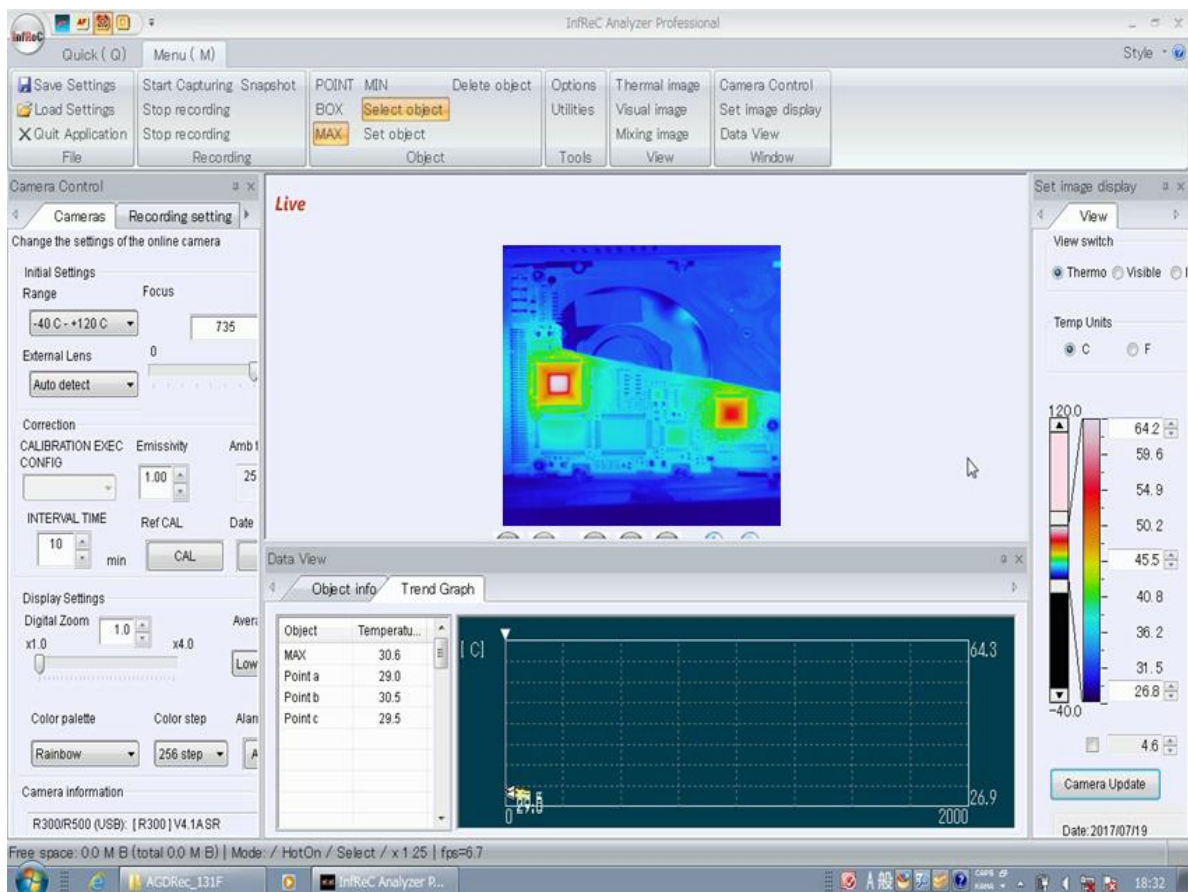 InfReC Analyzer Professional
InfReC
AF
Quick ( Q)
Menu ( M)
Style
Save Settings
Load Settings
Quit Application
File
Start Capturing Snapshot
Stop recording
Stop recording
Recording
POINT MIN Delete object
BOX Select object
MAX Set object
Object
Options
Utilities
Tools
Thermal image
Visual image
Mixing image
View
Camera Control
Set image display
Data View
Window
Camera Control
Cameras
Recording setting
Change the settings of the online camera
Initial Settings
Range
Focus
-40 C - +120 C
735
External Lens
0
Auto detect
Correction
CALIBRATION EXEC CONFIG
Emissivity
Amb
1.00
25
INTERVAL TIME
Ref CAL
Date
10
min
CAL
Display Settings
Digital Zoom
1.0
Avera
x1.0
x4.0
Low
Color palette
Color step
Alan
Rainbow
256 step
A
Camera information
R300/R500 (USB): [ R300 ] V4.1ASR
Live
Data View
Object info
Trend Graph
Object Temperatu...
MAX 30.6
Point a 29.0
Point b 30.5
Point c 29.5
[ C]
64.3
26.9
0
2000
Set image display
View
View switch
Thermo
Visible
Temp Units
C
F
120.0
64.2
59.6
54.9
50.2
45.5
40.8
36.2
31.5
26.8
-40.0
4.6
Camera Update
Date:2017/07/19
Free space: 0.0 M B (total 0.0 M B) | Mode: / HotOn / Select / x 1.25 | fps=6.7
AGDRec_131F
InfReC Analyzer P...
A 般
CAPS
KANA
18:32